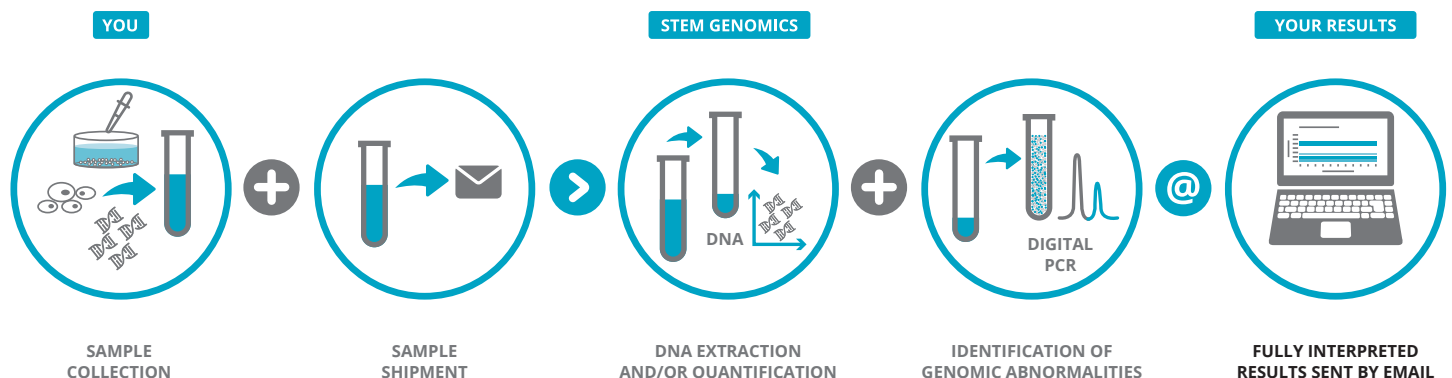 YOU
STEM GENOMICS
YOUR RESULTS
@
DNA
DIGITAL
PCR
SAMPLE
COLLECTION
SAMPLE
SHIPMENT
DNA EXTRACTION
AND/OR QUANTIFICATION
IDENTIFICATION OF
GENOMIC ABNORMALITIES
FULLY INTERPRETED
RESULTS SENT BY EMAIL